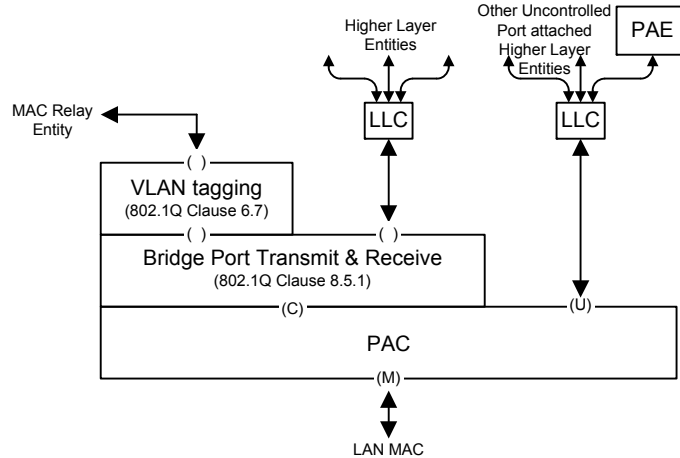 Higher Layer
Entities
Other Uncontrolled
Port attached
Higher Layer
Entities
PAE
MAC Relay
Entity
LLC
LLC
( )
VLAN tagging
(802.1Q Clause 6.7)
( )
( )
Bridge Port Transmit & Receive
(802.1Q Clause 8.5.1)
(C)
(U)
PAC
(M)
LAN MAC